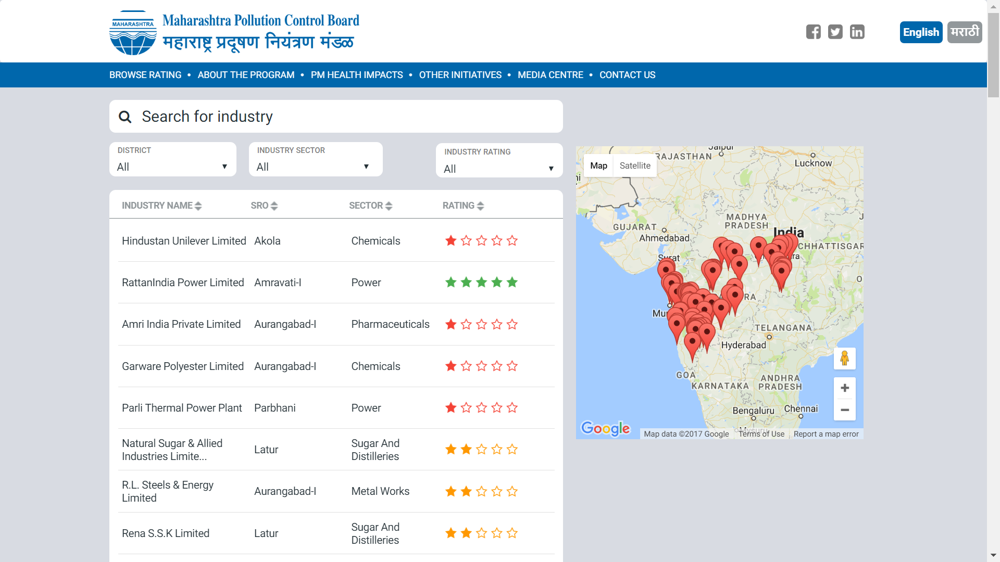 MAHARASHTRA
Maharashtra Pollution Control Board
महाराष्ट्र प्रदूषण नियंत्रण मंडळ
English
मराठी
BROWSE RATING • ABOUT THE PROGRAM • PM HEALTH IMPACTS • OTHER INITIATIVES • MEDIA CENTRE • CONTACT US
Search for industry
DISTRICT
All
INDUSTRY SECTOR
All
INDUSTRY RATING
All
INDUSTRY NAME SRO SECTOR RATING
Hindustan Unilever Limited Akola Chemicals
RattanIndia Power Limited Amravati-I Power
Amri India Private Limited Aurangabad-I Pharmaceuticals
Garware Polyester Limited Aurangabad-I Chemicals
Parli Thermal Power Plant Parbhani Power
Natural Sugar & Allied
Industries Limite...
Latur
Sugar And
Distilleries
R.L. Steels & Energy
Limited
Aurangabad-I
Metal Works
Rena S.S.K Limited
Latur
Sugar And
Distilleries
Map Satellite
Jaipur
RAJASTHAN
Lucknow
MADHYA
PRADESH
GUJARAT
Ahmedabad
India
CHHATTISGAR
Surat
TELANGANA
Hyderabad
GOA
KARNATAKA
ANDHRA
PRADESH
Bengaluru
Chennai
Mysuru
Google
Map data ©2017 Google Terms of Use Report a map error